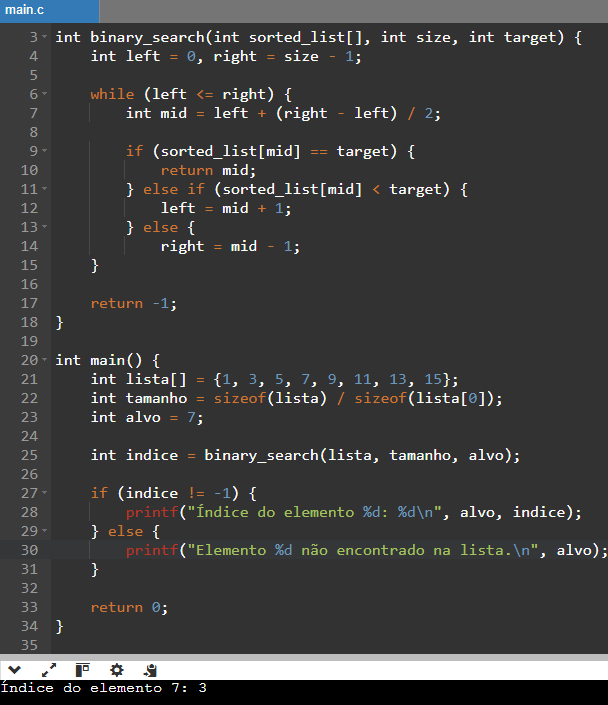 main.c
3 int binary_search(int sorted_list[], int size, int target) {
4     int left = 0, right = size - 1;
5
6     while (left <= right) {
7         int mid = left + (right - left) / 2;
8
9         if (sorted_list[mid] == target) {
10             return mid;
11         } else if (sorted_list[mid] < target) {
12             left = mid + 1;
13         } else {
14             right = mid - 1;
15     }
16
17     return -1;
18 }
19
20 int main() {
21     int lista[] = {1, 3, 5, 7, 9, 11, 13, 15};
22     int tamanho = sizeof(lista) / sizeof(lista[0]);
23     int alvo = 7;
24
25     int indice = binary_search(lista, tamanho, alvo);
26
27     if (indice != -1) {
28         printf("Índice do elemento %d: %d\n", alvo, indice);
29     } else {
30         printf("Elemento %d não encontrado na lista.\n", alvo);
31     }
32
33     return 0;
34 }
35
Índice do elemento 7: 3